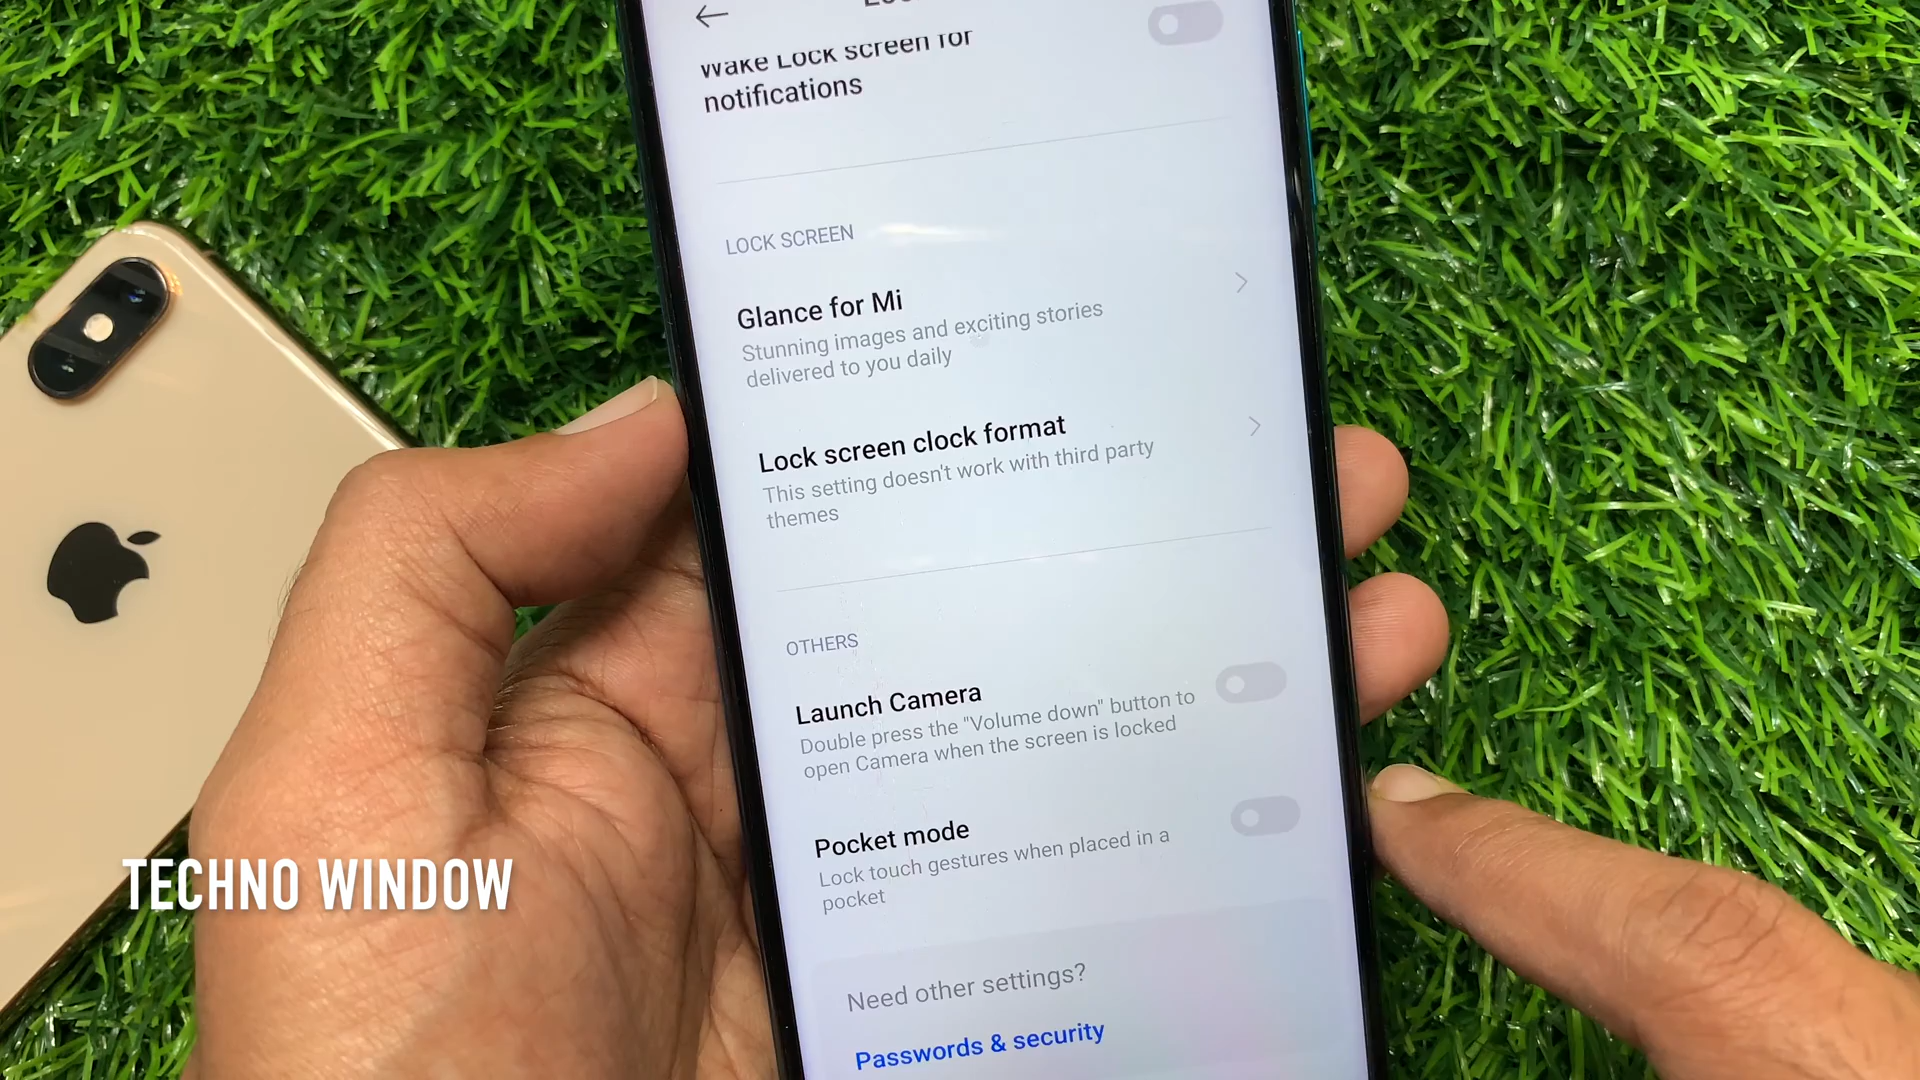 Wake Lock screen for
notifications
LOCK SCREEN
Glance for Mi
Stunning images and exciting stories
delivered to you daily
Lock screen clock format
This setting doesn't work with third party
themes
OTHERS
Launch Camera
Double press the "Volume down" button to
open Camera when the screen is locked
Pocket mode
Lock touch gestures when placed in a
pocket
Need other settings?
Passwords & security
TECHNO WINDOW